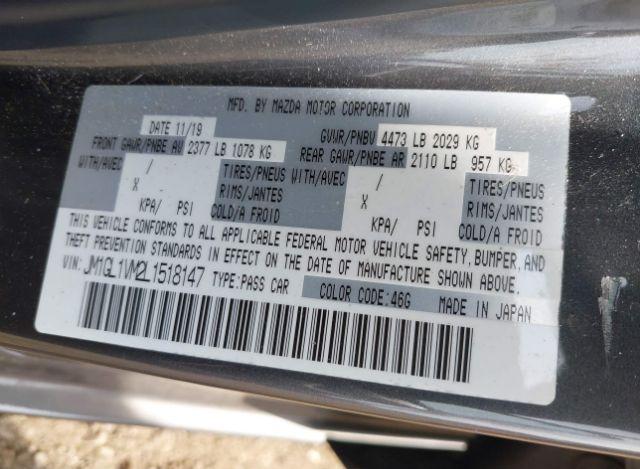 MFD. BY MAZDA MOTOR CORPORATION
DATE 11/19 GVWR/PNBV 4473 LB 2029 KG
FRONT GAWR/PNBE AV 2377 LB 1078 KG REAR GAWR/PNBE AR 2110 LB 957 KG
WITH/AVEC / TIRES/PNEUS WITH/AVEC / TIRES/PNEUS
X - RIMS/JANTES X - RIMS/JANTES
KPA/ PSI COLD/A FROID KPA/ PSI COLD/A FROID
THIS VEHICLE CONFORMS TO ALL APPLICABLE FEDERAL MOTOR VEHICLE SAFETY, BUMPER, AND
THEFT PREVENTION STANDARDS IN EFFECT ON THE DATE OF MANUFACTURE SHOWN ABOVE.
VIN: JM1GL1VM2L1518147 TYPE:PASS CAR COLOR CODE:46G MADE IN JAPAN